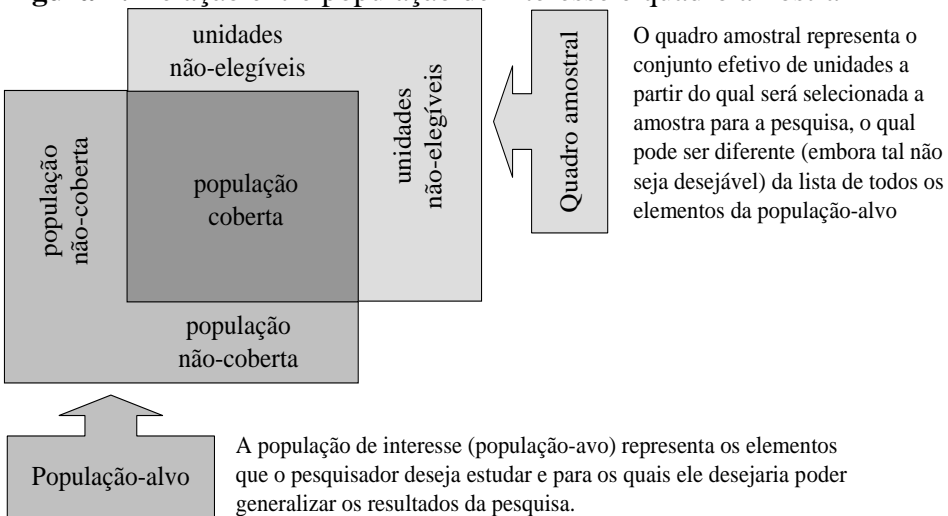 unidades
não-elegíveis
população
não-coberta
população
coberta
unidades
não-elegíveis
população
não-coberta
Quadro amostral
O quadro amostral representa o
conjunto efetivo de unidades a
partir do qual será selecionada a
amostra para a pesquisa, o qual
pode ser diferente (embora tal não
seja desejável) da lista de todos os
elementos da população-alvo
População-alvo
A população de interesse (população-avo) representa os elementos
que o pesquisador deseja estudar e para os quais ele desejaria poder
generalizar os resultados da pesquisa.